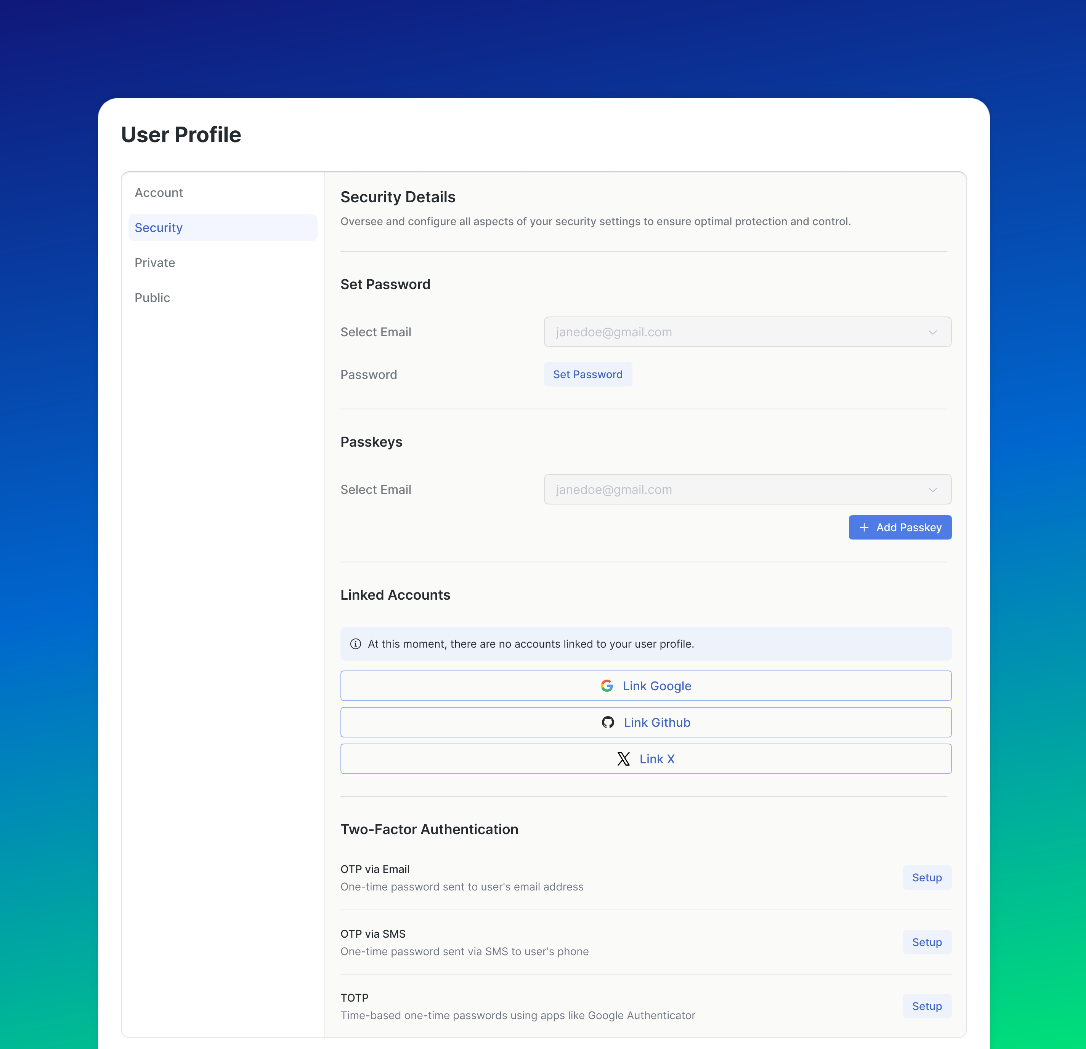 User Profile
Account
Security
Private
Public
Security Details
Oversee and configure all aspects of your security settings to ensure optimal protection and control.
Set Password
Select Email
janedoe@gmail.com
Password
Set Password
Passkeys
Select Email
janedoe@gmail.com
+ Add Passkey
Linked Accounts
At this moment, there are no accounts linked to your user profile.
Link Google
Link Github
Link X
Two-Factor Authentication
OTP via Email
One-time password sent to user's email address
Setup
OTP via SMS
One-time password sent via SMS to user's phone
Setup
TOTP
Time-based one-time passwords using apps like Google Authenticator
Setup